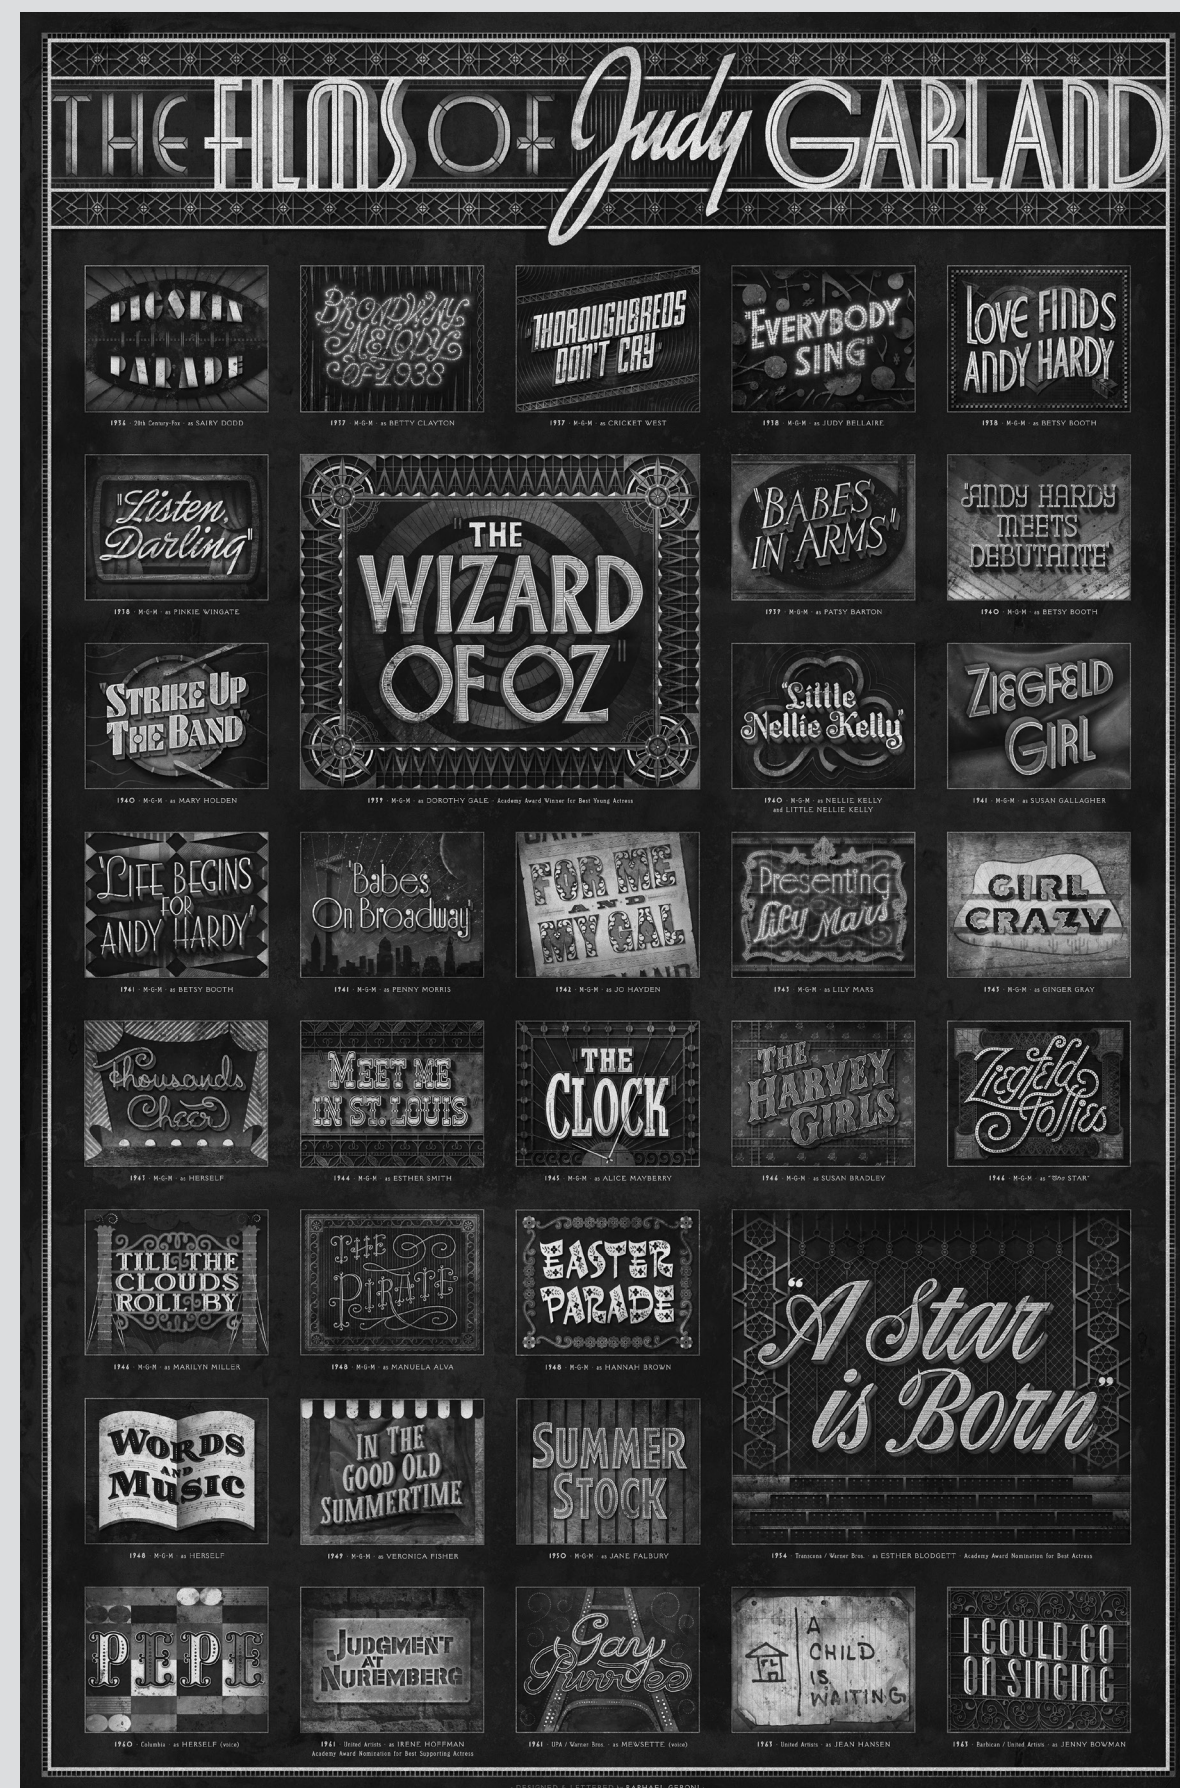 THE FILMS OF Judy GARLAND
PIGSKIN
PARADE
1936 · 20th Century-Fox · as SAIRY DODD
BROADWAY
MELODY
OF 1938
1937 · M-G-M · as BETTY CLAYTON
"THOROUGHBREDS
DON'T CRY"
1937 · M-G-M · as CRICKET WEST
"EVERYBODY
SING"
1938 · M-G-M · as JUDY BELLAIRE
LOVE FINDS
ANDY HARDY
1938 · M-G-M · as BETSY BOOTH
"Listen,
Darling"
1938 · M-G-M · as PINKIE WINGATE
"THE
WIZARD
OF OZ"
1939 · M-G-M · as DOROTHY GALE · Academy Award Winner for Best Young Actress
"BABES
IN ARMS"
1939 · M-G-M · as PATSY BARTON
"ANDY HARDY
MEETS
DEBUTANTE"
1940 · M-G-M · as BETSY BOOTH
"STRIKE UP
THE BAND"
1940 · M-G-M · as MARY HOLDEN
"Little
Nellie Kelly"
1940 · M-G-M · as NELLIE KELLY
and LITTLE NELLIE KELLY
ZIEGFELD
GIRL
1941 · M-G-M · as SUSAN GALLAGHER
'LIFE BEGINS
FOR
ANDY HARDY'
1941 · M-G-M · as BETSY BOOTH
'Babes
On Broadway'
1941 · M-G-M · as PENNY MORRIS
FOR ME
AND
MY GAL
1942 · M-G-M · as JO HAYDEN
Presenting
Lily Mars
1943 · M-G-M · as LILY MARS
GIRL
CRAZY
1943 · M-G-M · as GINGER GRAY
Thousands
Cheer
1943 · M-G-M · as HERSELF
MEET ME
IN ST. LOUIS
1944 · M-G-M · as ESTHER SMITH
"THE
CLOCK"
1945 · M-G-M · as ALICE MAYBERRY
THE
HARVEY
GIRLS
1946 · M-G-M · as SUSAN BRADLEY
Ziegfeld
Follies
1946 · M-G-M · as "The STAR"
TILL THE
CLOUDS
ROLL BY
1946 · M-G-M · as MARILYN MILLER
THE
PIRATE
1948 · M-G-M · as MANUELA ALVA
EASTER
PARADE
1948 · M-G-M · as HANNAH BROWN
"A Star
is Born"
1954 · Transcona / Warner Bros. · as ESTHER BLODGETT · Academy Award Nomination for Best Actress
WORDS
AND
MUSIC
1948 · M-G-M · as HERSELF
IN THE
GOOD OLD
SUMMERTIME
1949 · M-G-M · as VERONICA FISHER
SUMMER
STOCK
1950 · M-G-M · as JANE FALBURY
PEPE
1960 · Columbia · as HERSELF (voice)
JUDGMENT
AT
NUREMBERG
1961 · United Artists · as IRENE HOFFMAN
Academy Award Nomination for Best Supporting Actress
Gay
Purr-ee
1961 · UPA / Warner Bros. · as MEWSETTE (voice)
A
CHILD
IS
WAITING
1963 · United Artists · as JEAN HANSEN
I COULD GO
ON SINGING
1963 · Barbican / United Artists · as JENNY BOWMAN
· DESIGNED & LETTERED by RAPHAEL GERONI ·